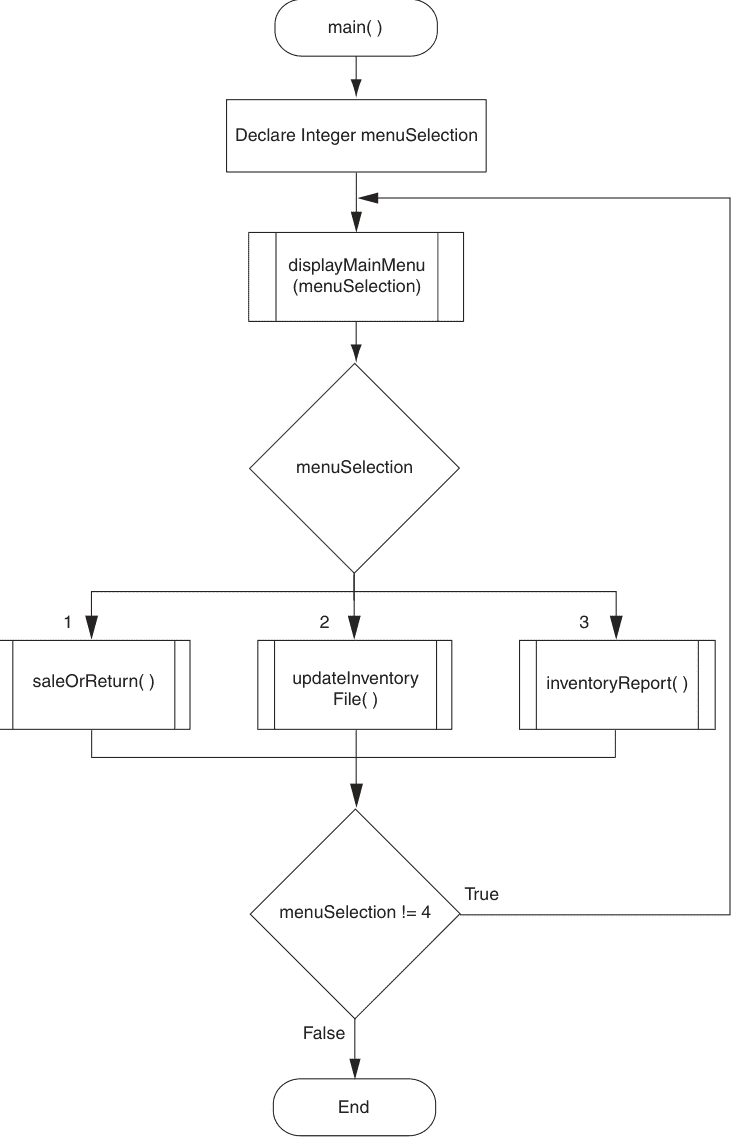 main( )
Declare Integer menuSelection
displayMainMenu
(menuSelection)
menuSelection
1
2
3
saleOrReturn( )
updateInventory
File( )
inventoryReport( )
True
menuSelection != 4
False
End